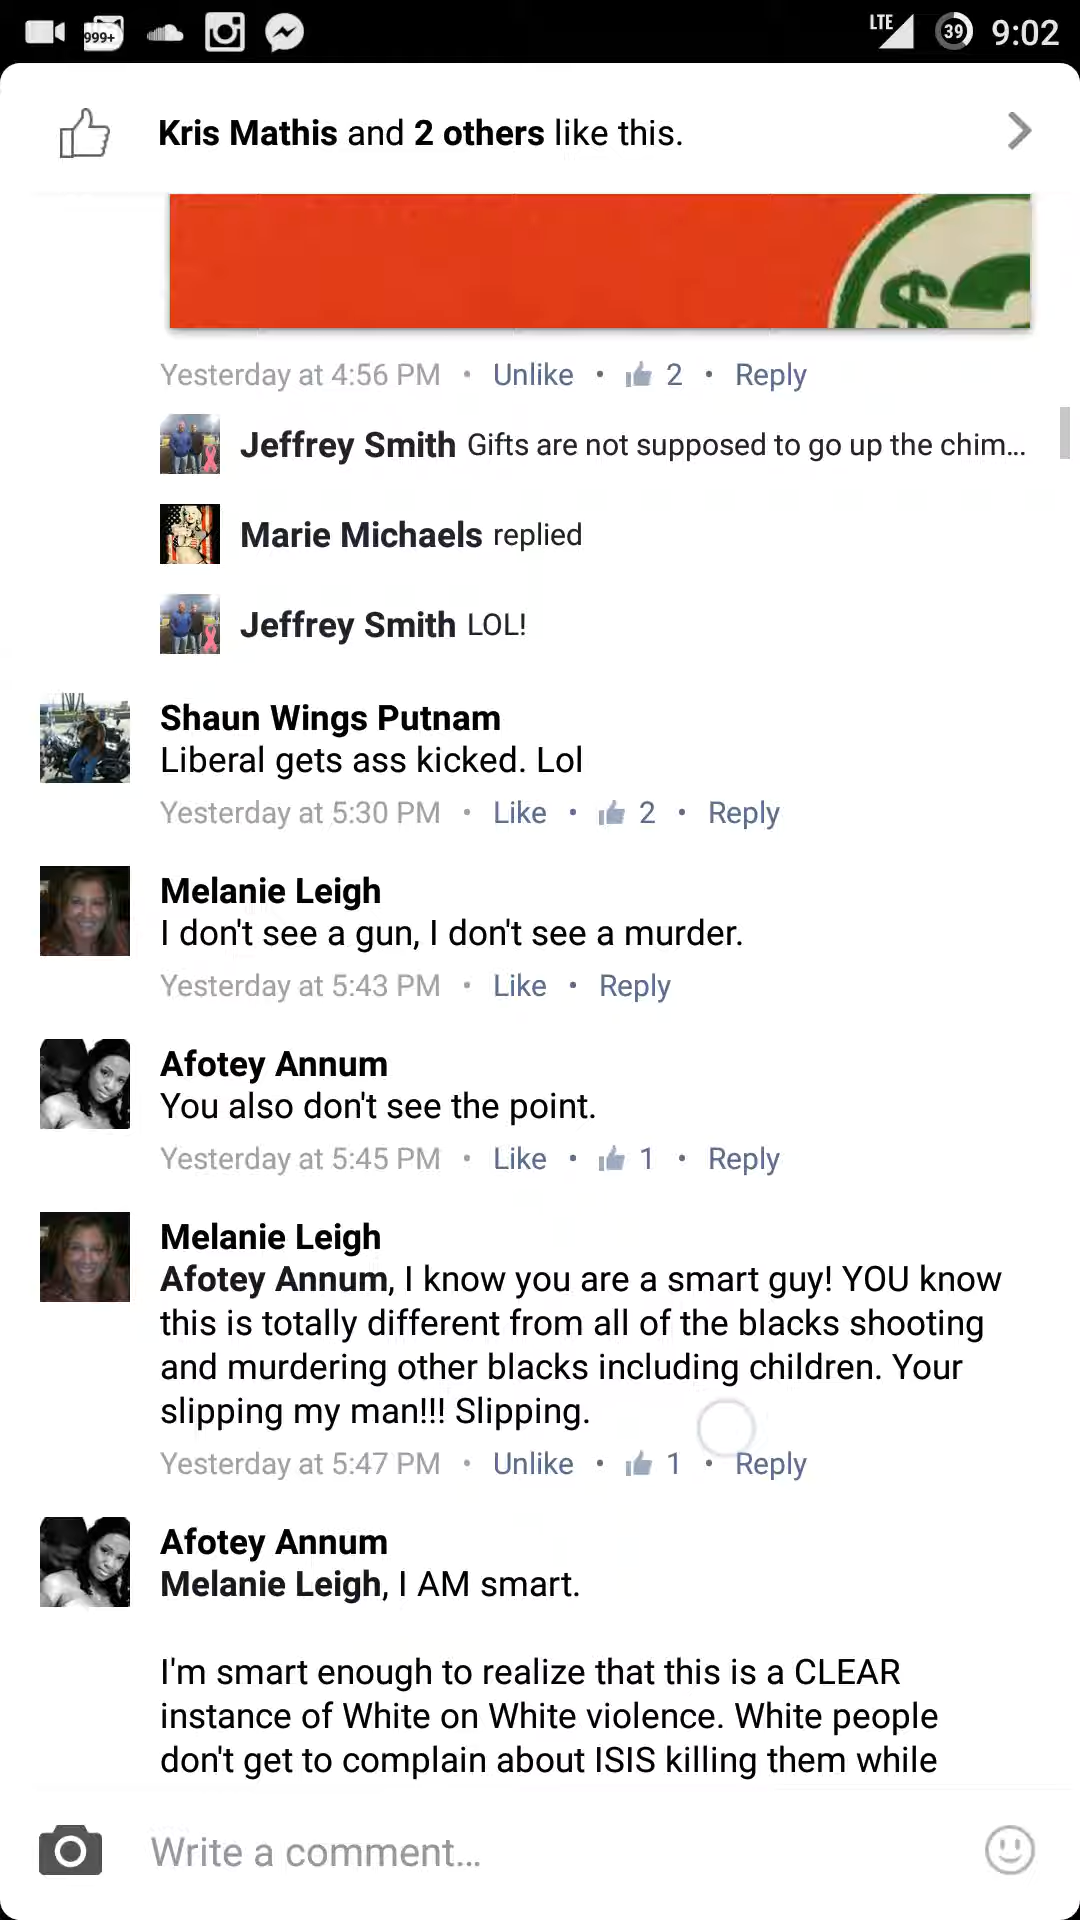 999+ LTE 39 9:02
Kris Mathis and 2 others like this.
$
Yesterday at 4:56 PM • Unlike • 2 • Reply
Jeffrey Smith Gifts are not supposed to go up the chim...
Marie Michaels replied
Jeffrey Smith LOL!
Shaun Wings Putnam
Liberal gets ass kicked. Lol
Yesterday at 5:30 PM • Like • 2 • Reply
Melanie Leigh
I don't see a gun, I don't see a murder.
Yesterday at 5:43 PM • Like • Reply
Afotey Annum
You also don't see the point.
Yesterday at 5:45 PM • Like • 1 • Reply
Melanie Leigh
Afotey Annum, I know you are a smart guy! YOU know
this is totally different from all of the blacks shooting
and murdering other blacks including children. Your
slipping my man!!! Slipping.
Yesterday at 5:47 PM • Unlike • 1 • Reply
Afotey Annum
Melanie Leigh, I AM smart.
I'm smart enough to realize that this is a CLEAR
instance of White on White violence. White people
don't get to complain about ISIS killing them while
Write a comment...